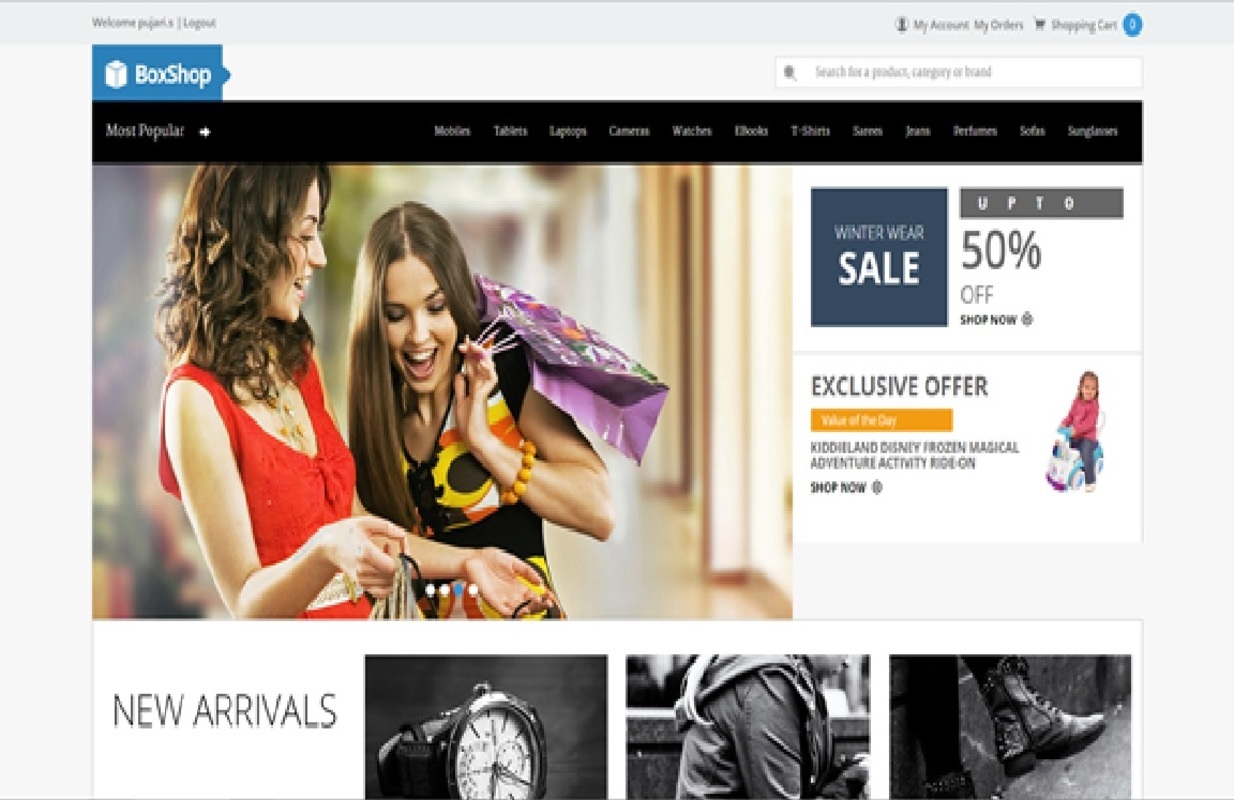 Welcome pujari.s | Logout
My Account My Orders Shopping Cart 0
BoxShop
Search for a product, category or brand
Most Popular
Mobiles Tablets Laptops Cameras Watches EBooks T-Shirts Sarees Jeans Perfumes Sofas Sunglasses
WINTER WEAR
SALE
UPTO
50%
OFF
SHOP NOW
EXCLUSIVE OFFER
Value of the Day
KIDDIELAND DISNEY FROZEN MAGICAL
ADVENTURE ACTIVITY RIDE-ON
SHOP NOW
NEW ARRIVALS